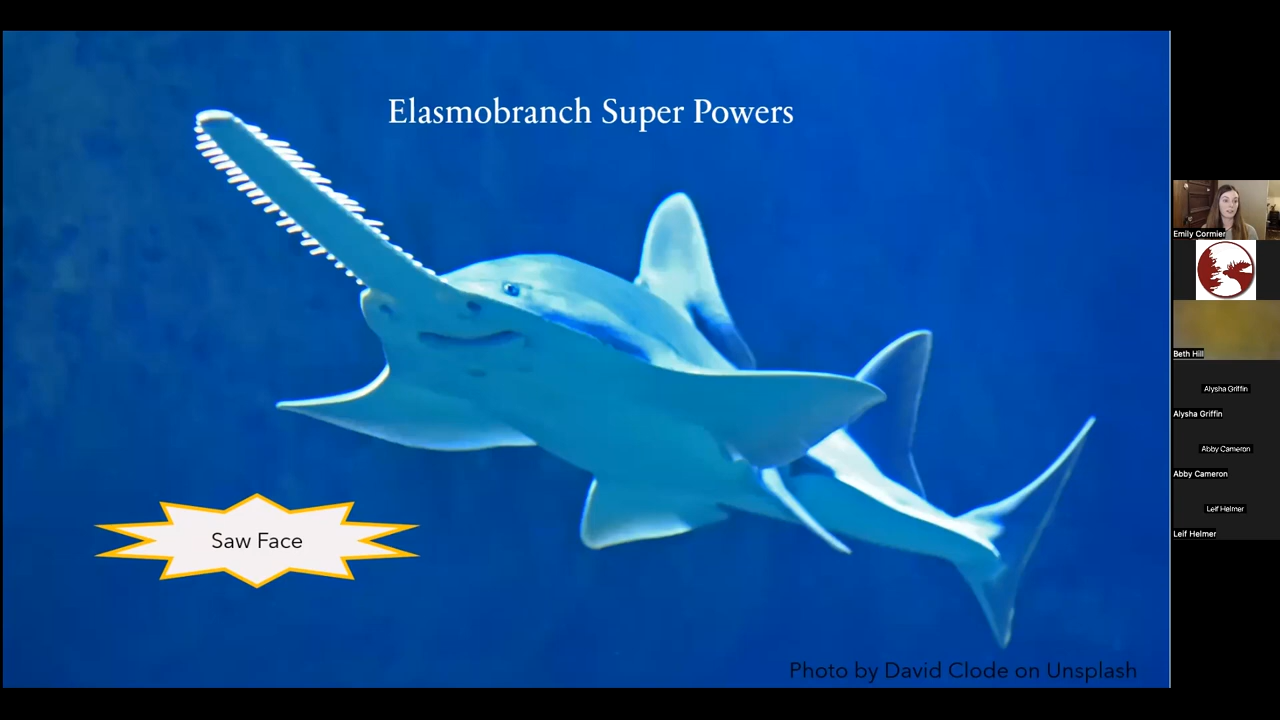 Elasmobranch Super Powers
Saw Face
Photo by David Clode on Unsplash
Emily Cormier
Beth Hill
Alysha Griffin
Alysha Griffin
Abby Cameron
Abby Cameron
Leif Helmer
Leif Helmer